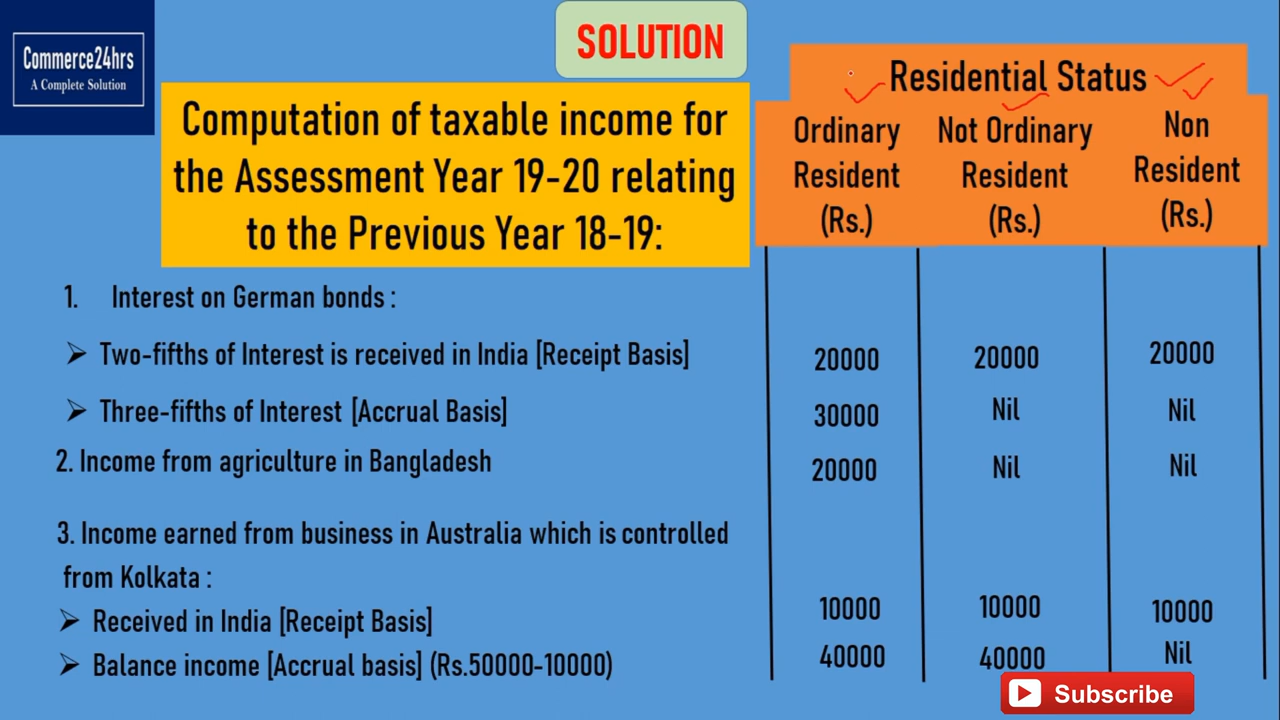 Commerce24hrs
A Complete Solution
SOLUTION
Computation of taxable income for
the Assessment Year 19-20 relating
to the Previous Year 18-19:
Residential Status
Ordinary
Resident
(Rs.)
Not Ordinary
Resident
(Rs.)
Non
Resident
(Rs.)
1. Interest on German bonds :
➢ Two-fifths of Interest is received in India [Receipt Basis] 20000 20000 20000
➢ Three-fifths of Interest [Accrual Basis] 30000 Nil Nil
2. Income from agriculture in Bangladesh 20000 Nil Nil
3. Income earned from business in Australia which is controlled
from Kolkata :
➢ Received in India [Receipt Basis] 10000 10000 10000
➢ Balance income [Accrual basis] (Rs.50000-10000) 40000 40000 Nil
Subscribe